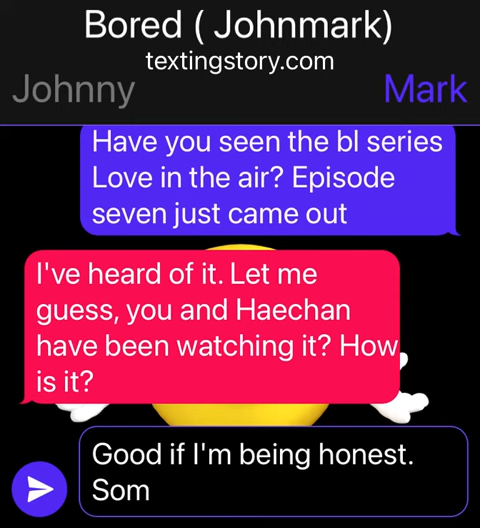 Bored ( Johnmark)
textingstory.com
Johnny
Mark
Have you seen the bl series
Love in the air? Episode
seven just came out
I've heard of it. Let me
guess, you and Haechan
have been watching it? How
is it?
Good if I'm being honest.
Som